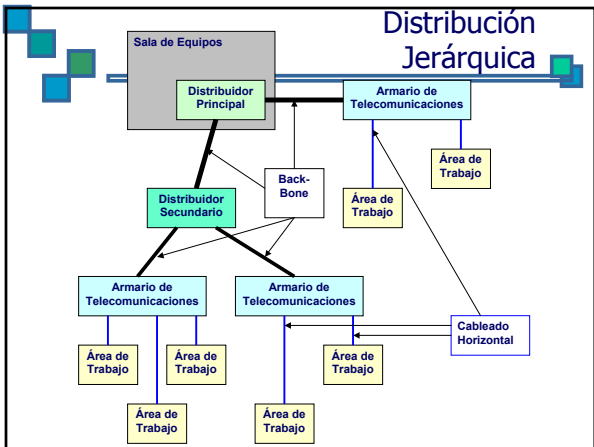 Distribución
Jerárquica
Sala de Equipos
Distribuidor
Principal
Armario de
Telecomunicaciones
Área de
Trabajo
Área de
Trabajo
Back-
Bone
Distribuidor
Secundario
Armario de
Telecomunicaciones
Armario de
Telecomunicaciones
Cableado
Horizontal
Área de
Trabajo
Área de
Trabajo
Área de
Trabajo
Área de
Trabajo
Área de
Trabajo